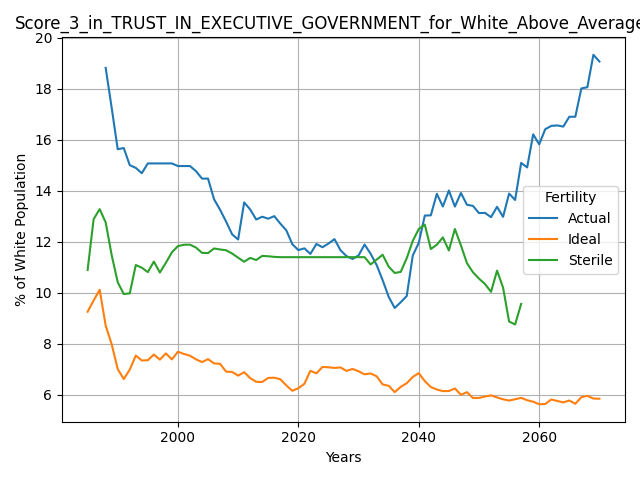 Score_3_in_TRUST_IN_EXECUTIVE_GOVERNMENT_for_White_Above_Average
20
18
16
14
12
10
8
6
% of White Population
Fertility
Actual
Ideal
Sterile
2000
2020
2040
2060
Years